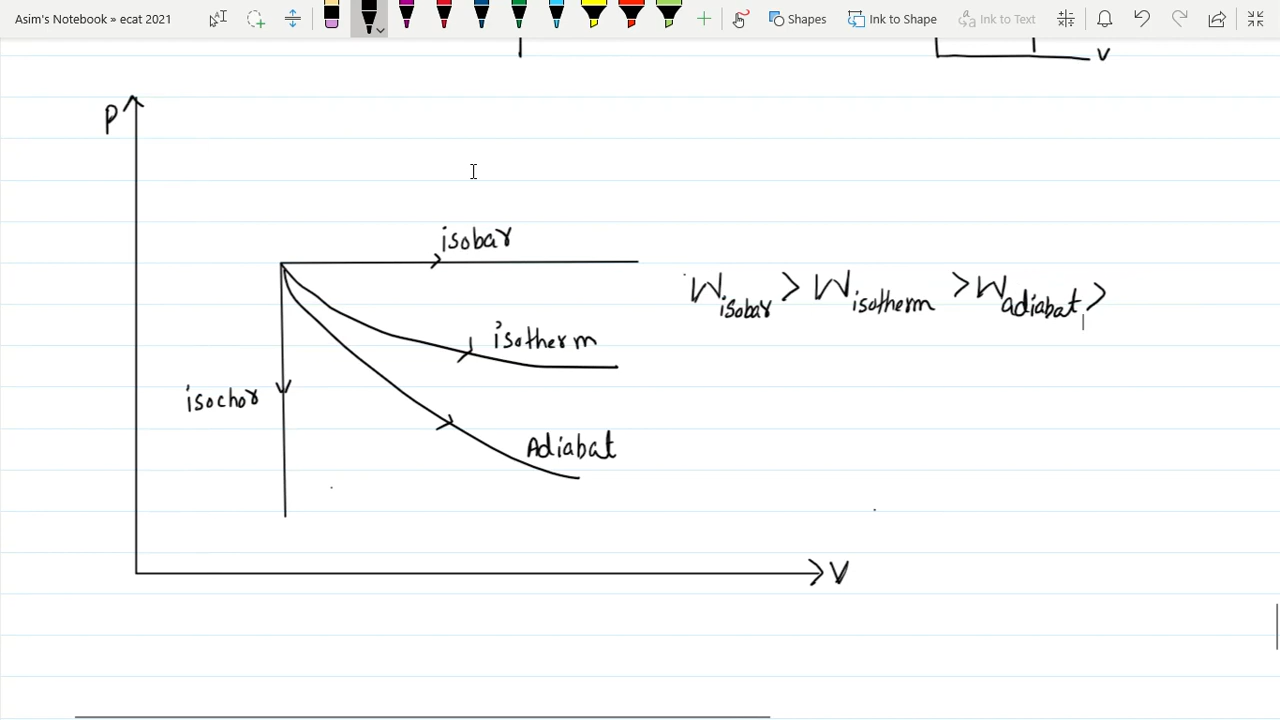 Asim's Notebook » ecat 2021
Shapes
Ink to Shape
Ink to Text
V
P
isobar
W isobar > W isotherm > W adiabat >
isotherm
isochor
Adiabat
V